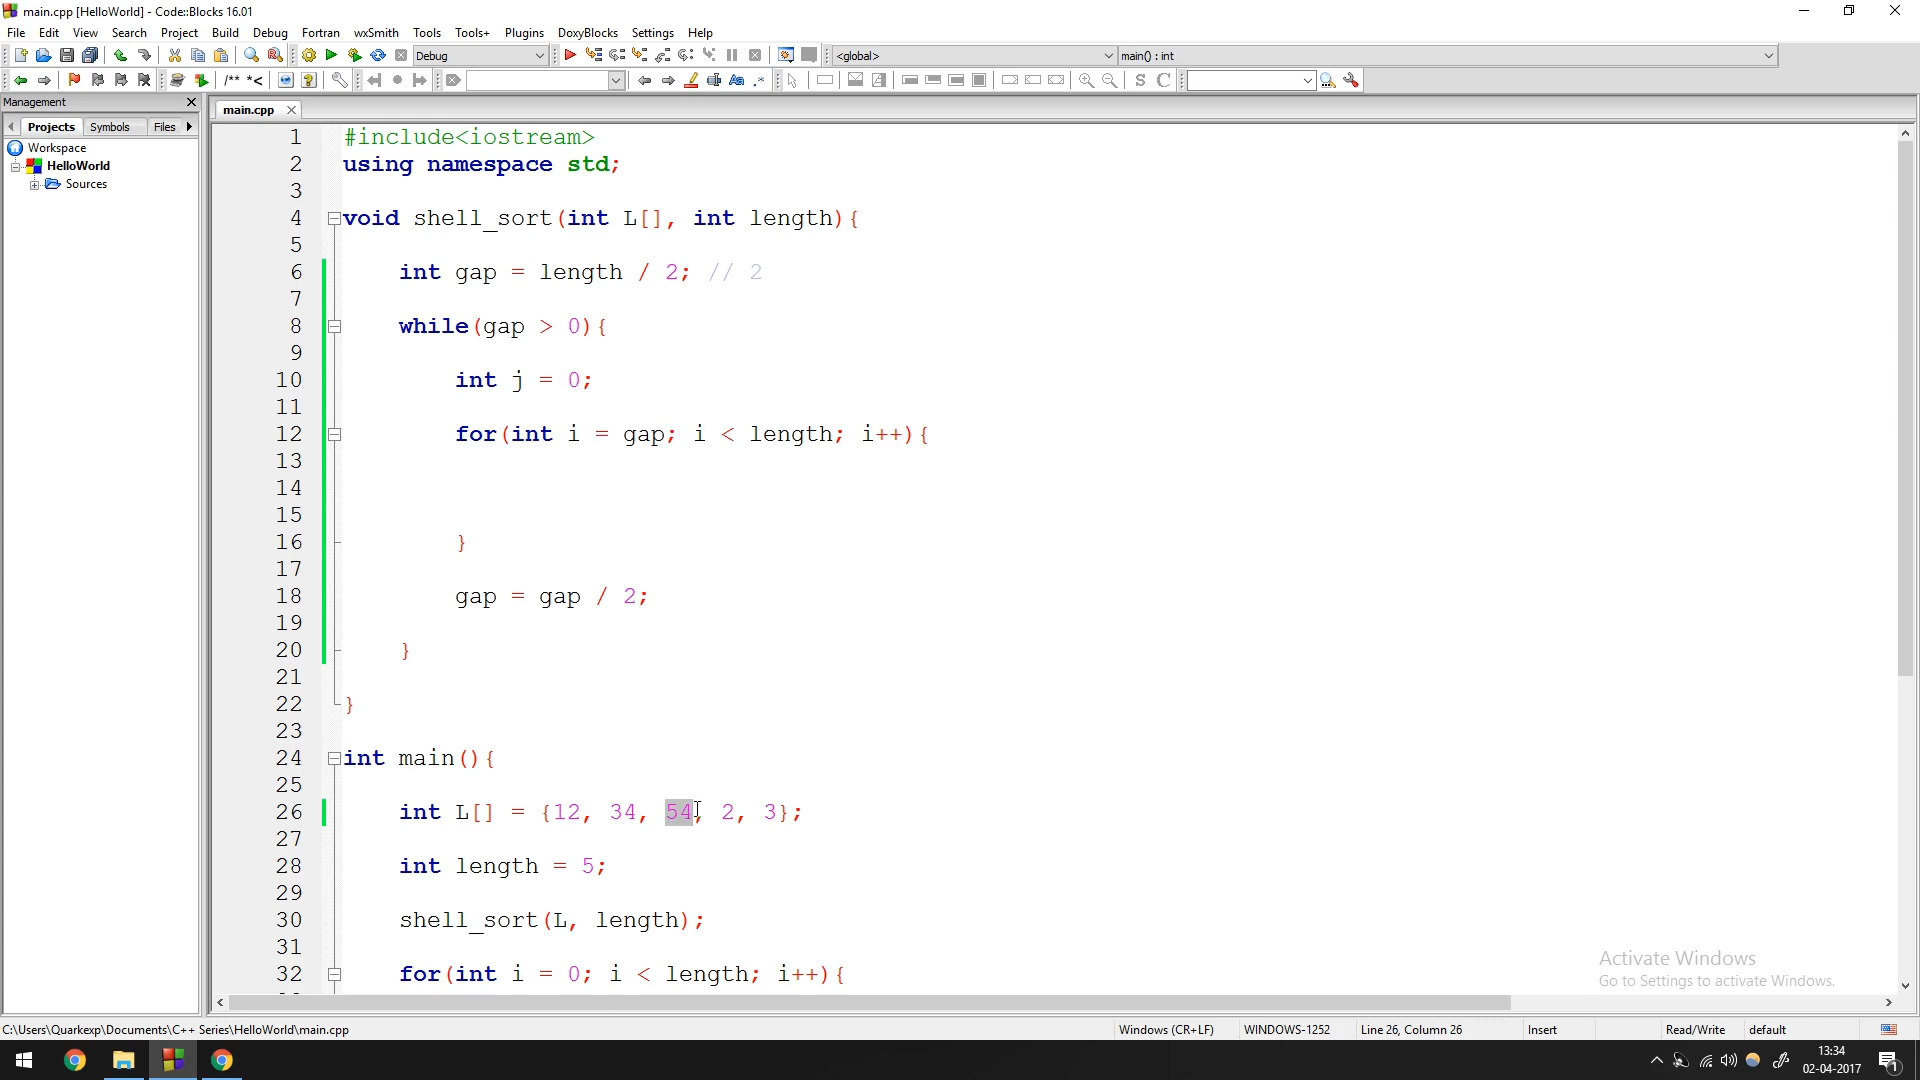 main.cpp [HelloWorld] - Code::Blocks 16.01
File Edit View Search Project Build Debug Fortran wxSmith Tools Tools+ Plugins DoxyBlocks Settings Help
Debug <global> main() : int
/** *<
Management
Projects Symbols Files
main.cpp
Workspace
HelloWorld
Sources
1 #include<iostream>
2 using namespace std;
3
4 void shell_sort(int L[], int length){
5
6 int gap = length / 2; // 2
7
8 while(gap > 0){
9
10 int j = 0;
11
12 for(int i = gap; i < length; i++){
13
14
15
16 }
17
18 gap = gap / 2;
19
20 }
21
22 }
23
24 int main(){
25
26 int L[] = {12, 34, 54, 2, 3};
27
28 int length = 5;
29
30 shell_sort(L, length);
31
32 for(int i = 0; i < length; i++){
Activate Windows
Go to Settings to activate Windows.
C:\Users\Quarkexp\Documents\C++ Series\HelloWorld\main.cpp Windows (CR+LF) WINDOWS-1252 Line 26, Column 26 Insert Read/Write default
13:34
02-04-2017
1